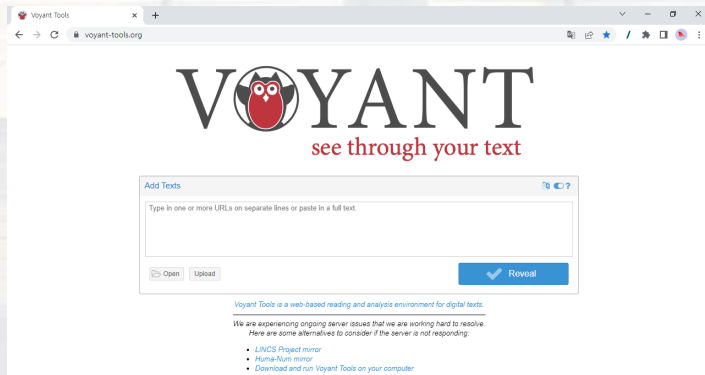 Voyant Tools
voyant-tools.org
VOYANT
see through your text
Add Texts
?
Type in one or more URLs on separate lines or paste in a full text.
Open Upload Reveal
Voyant Tools is a web-based reading and analysis environment for digital texts.
We are experiencing ongoing server issues that we are working hard to resolve.
Here are some alternatives to consider if the server is not responding:
• LINCS Project mirror
• Huma-Num mirror
• Download and run Voyant Tools on your computer